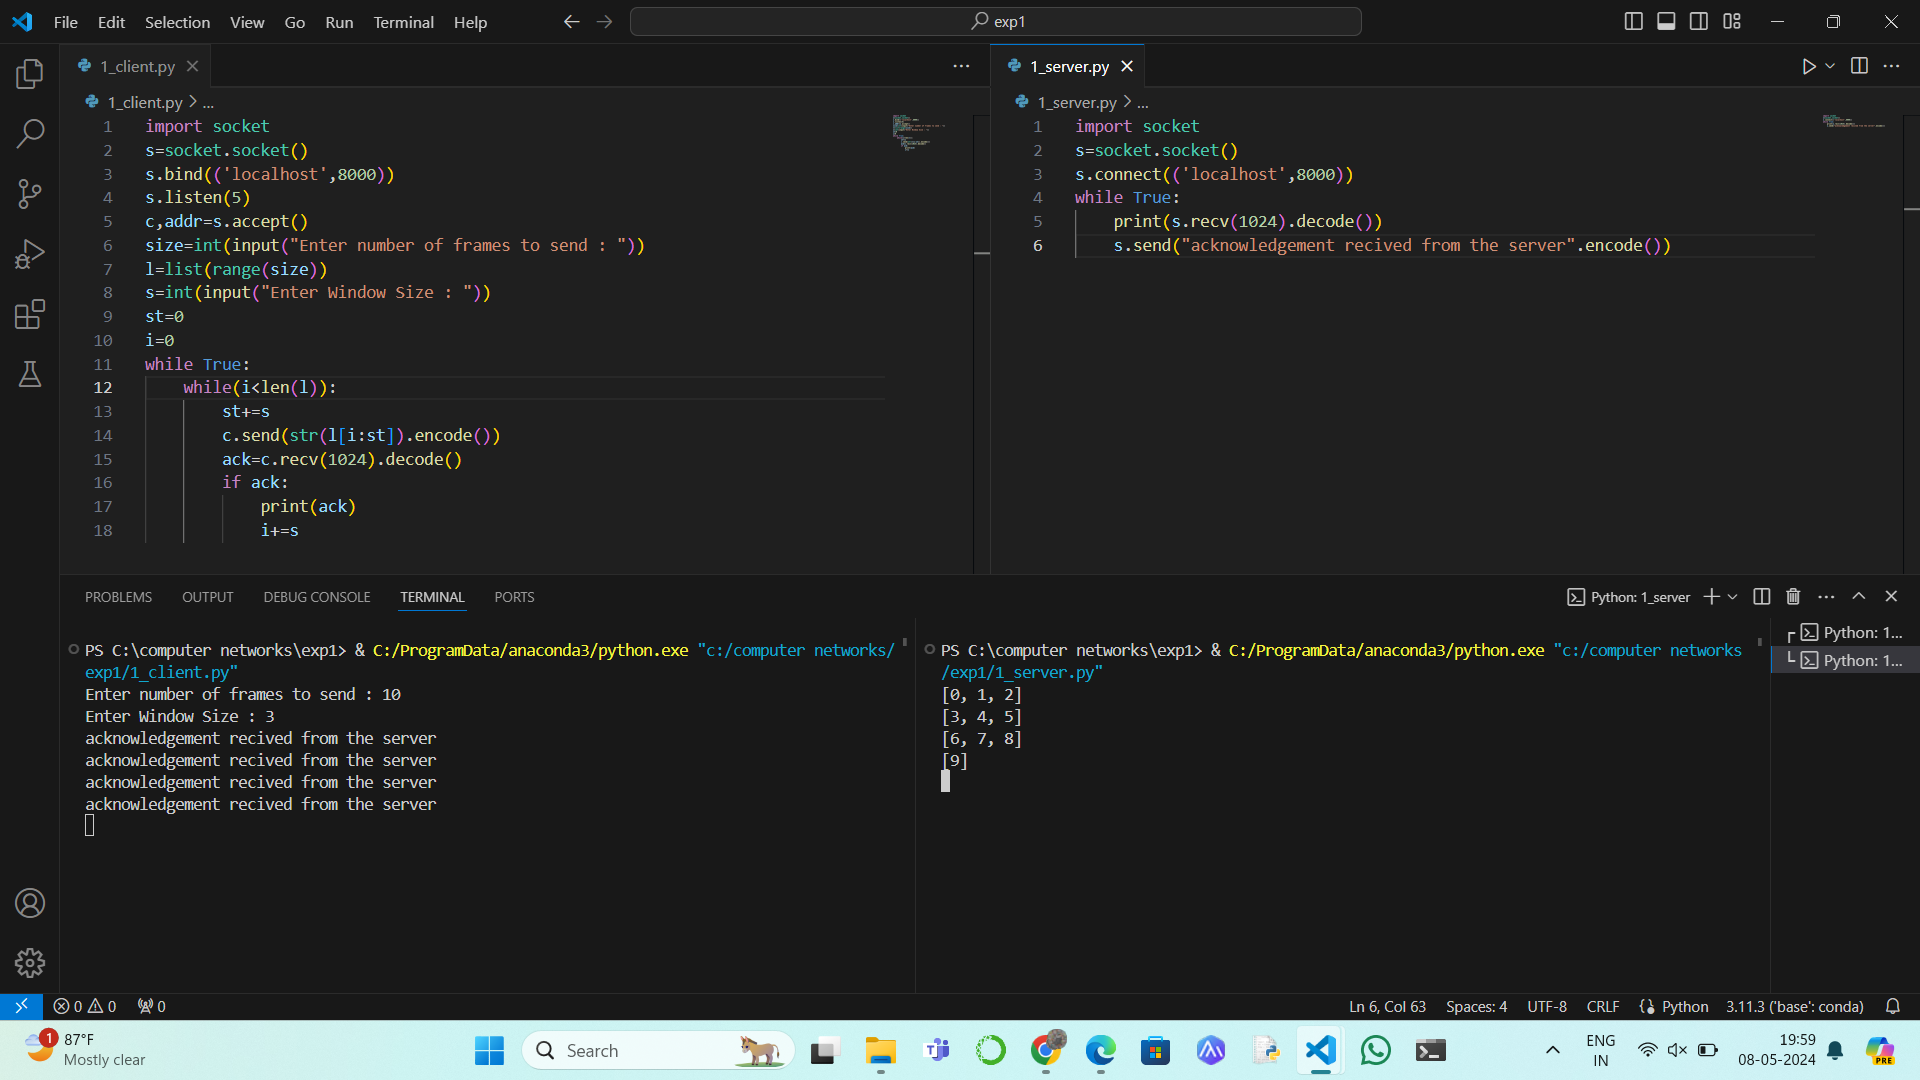 File Edit Selection View Go Run Terminal Help
exp1
1_client.py
1_client.py > ...
1 import socket
2 s=socket.socket()
3 s.bind(('localhost',8000))
4 s.listen(5)
5 c,addr=s.accept()
6 size=int(input("Enter number of frames to send : "))
7 l=list(range(size))
8 s=int(input("Enter Window Size : "))
9 st=0
10 i=0
11 while True:
12     while(i<len(l)):
13         st+=s
14         c.send(str(l[i:st]).encode())
15         ack=c.recv(1024).decode()
16         if ack:
17             print(ack)
18             i+=s
1_server.py
1_server.py > ...
1 import socket
2 s=socket.socket()
3 s.connect(('localhost',8000))
4 while True:
5     print(s.recv(1024).decode())
6     s.send("acknowledgement recived from the server".encode())
PROBLEMS OUTPUT DEBUG CONSOLE TERMINAL PORTS
Python: 1_server
PS C:\computer networks\exp1> & C:/ProgramData/anaconda3/python.exe "c:/computer networks/
exp1/1_client.py"
Enter number of frames to send : 10
Enter Window Size : 3
acknowledgement recived from the server
acknowledgement recived from the server
acknowledgement recived from the server
acknowledgement recived from the server
PS C:\computer networks\exp1> & C:/ProgramData/anaconda3/python.exe "c:/computer networks
/exp1/1_server.py"
[0, 1, 2]
[3, 4, 5]
[6, 7, 8]
[9]
Python: 1...
Python: 1...
0 0 0
Ln 6, Col 63 Spaces: 4 UTF-8 CRLF Python 3.11.3 ('base': conda)
1
87°F
Mostly clear
Search
ENG
IN
19:59
08-05-2024
PRE